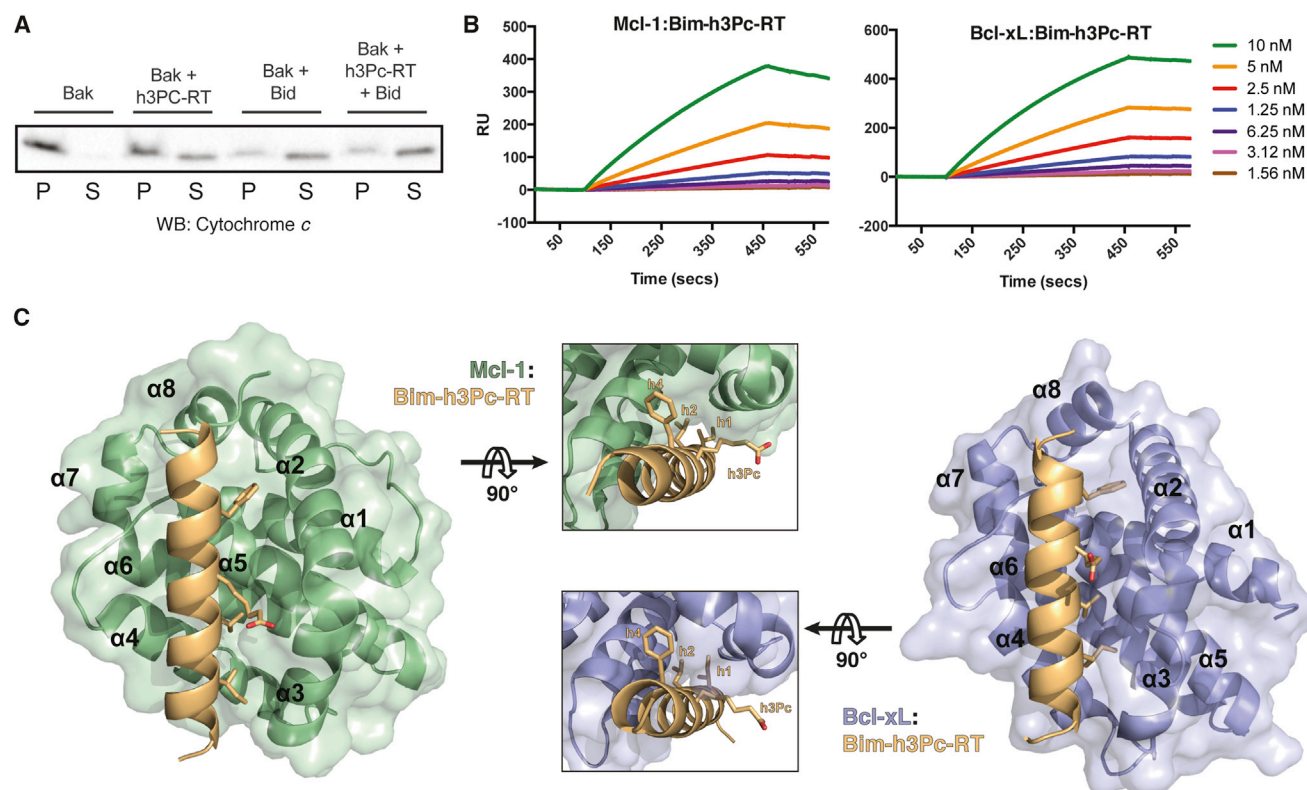 A
Bak
Bak +
h3PC-RT
Bak +
Bid
Bak +
h3Pc-RT
+ Bid
P S P S P S P S
WB: Cytochrome c
B
Mcl-1:Bim-h3Pc-RT
RU
500
400
300
200
100
0
-100
50 150 250 350 450 550
Time (secs)
Bcl-xL:Bim-h3Pc-RT
600
400
200
0
-200
50 150 250 350 450 550
Time (secs)
10 nM
5 nM
2.5 nM
1.25 nM
6.25 nM
3.12 nM
1.56 nM
C
α8
α7
α2
α1
α6
α5
α4
α3
Mcl-1:
Bim-h3Pc-RT
90°
h4
h2
h1
h3Pc
h4
h2
h1
h3Pc
90°
Bcl-xL:
Bim-h3Pc-RT
α8
α7
α2
α1
α6
α4
α5
α3